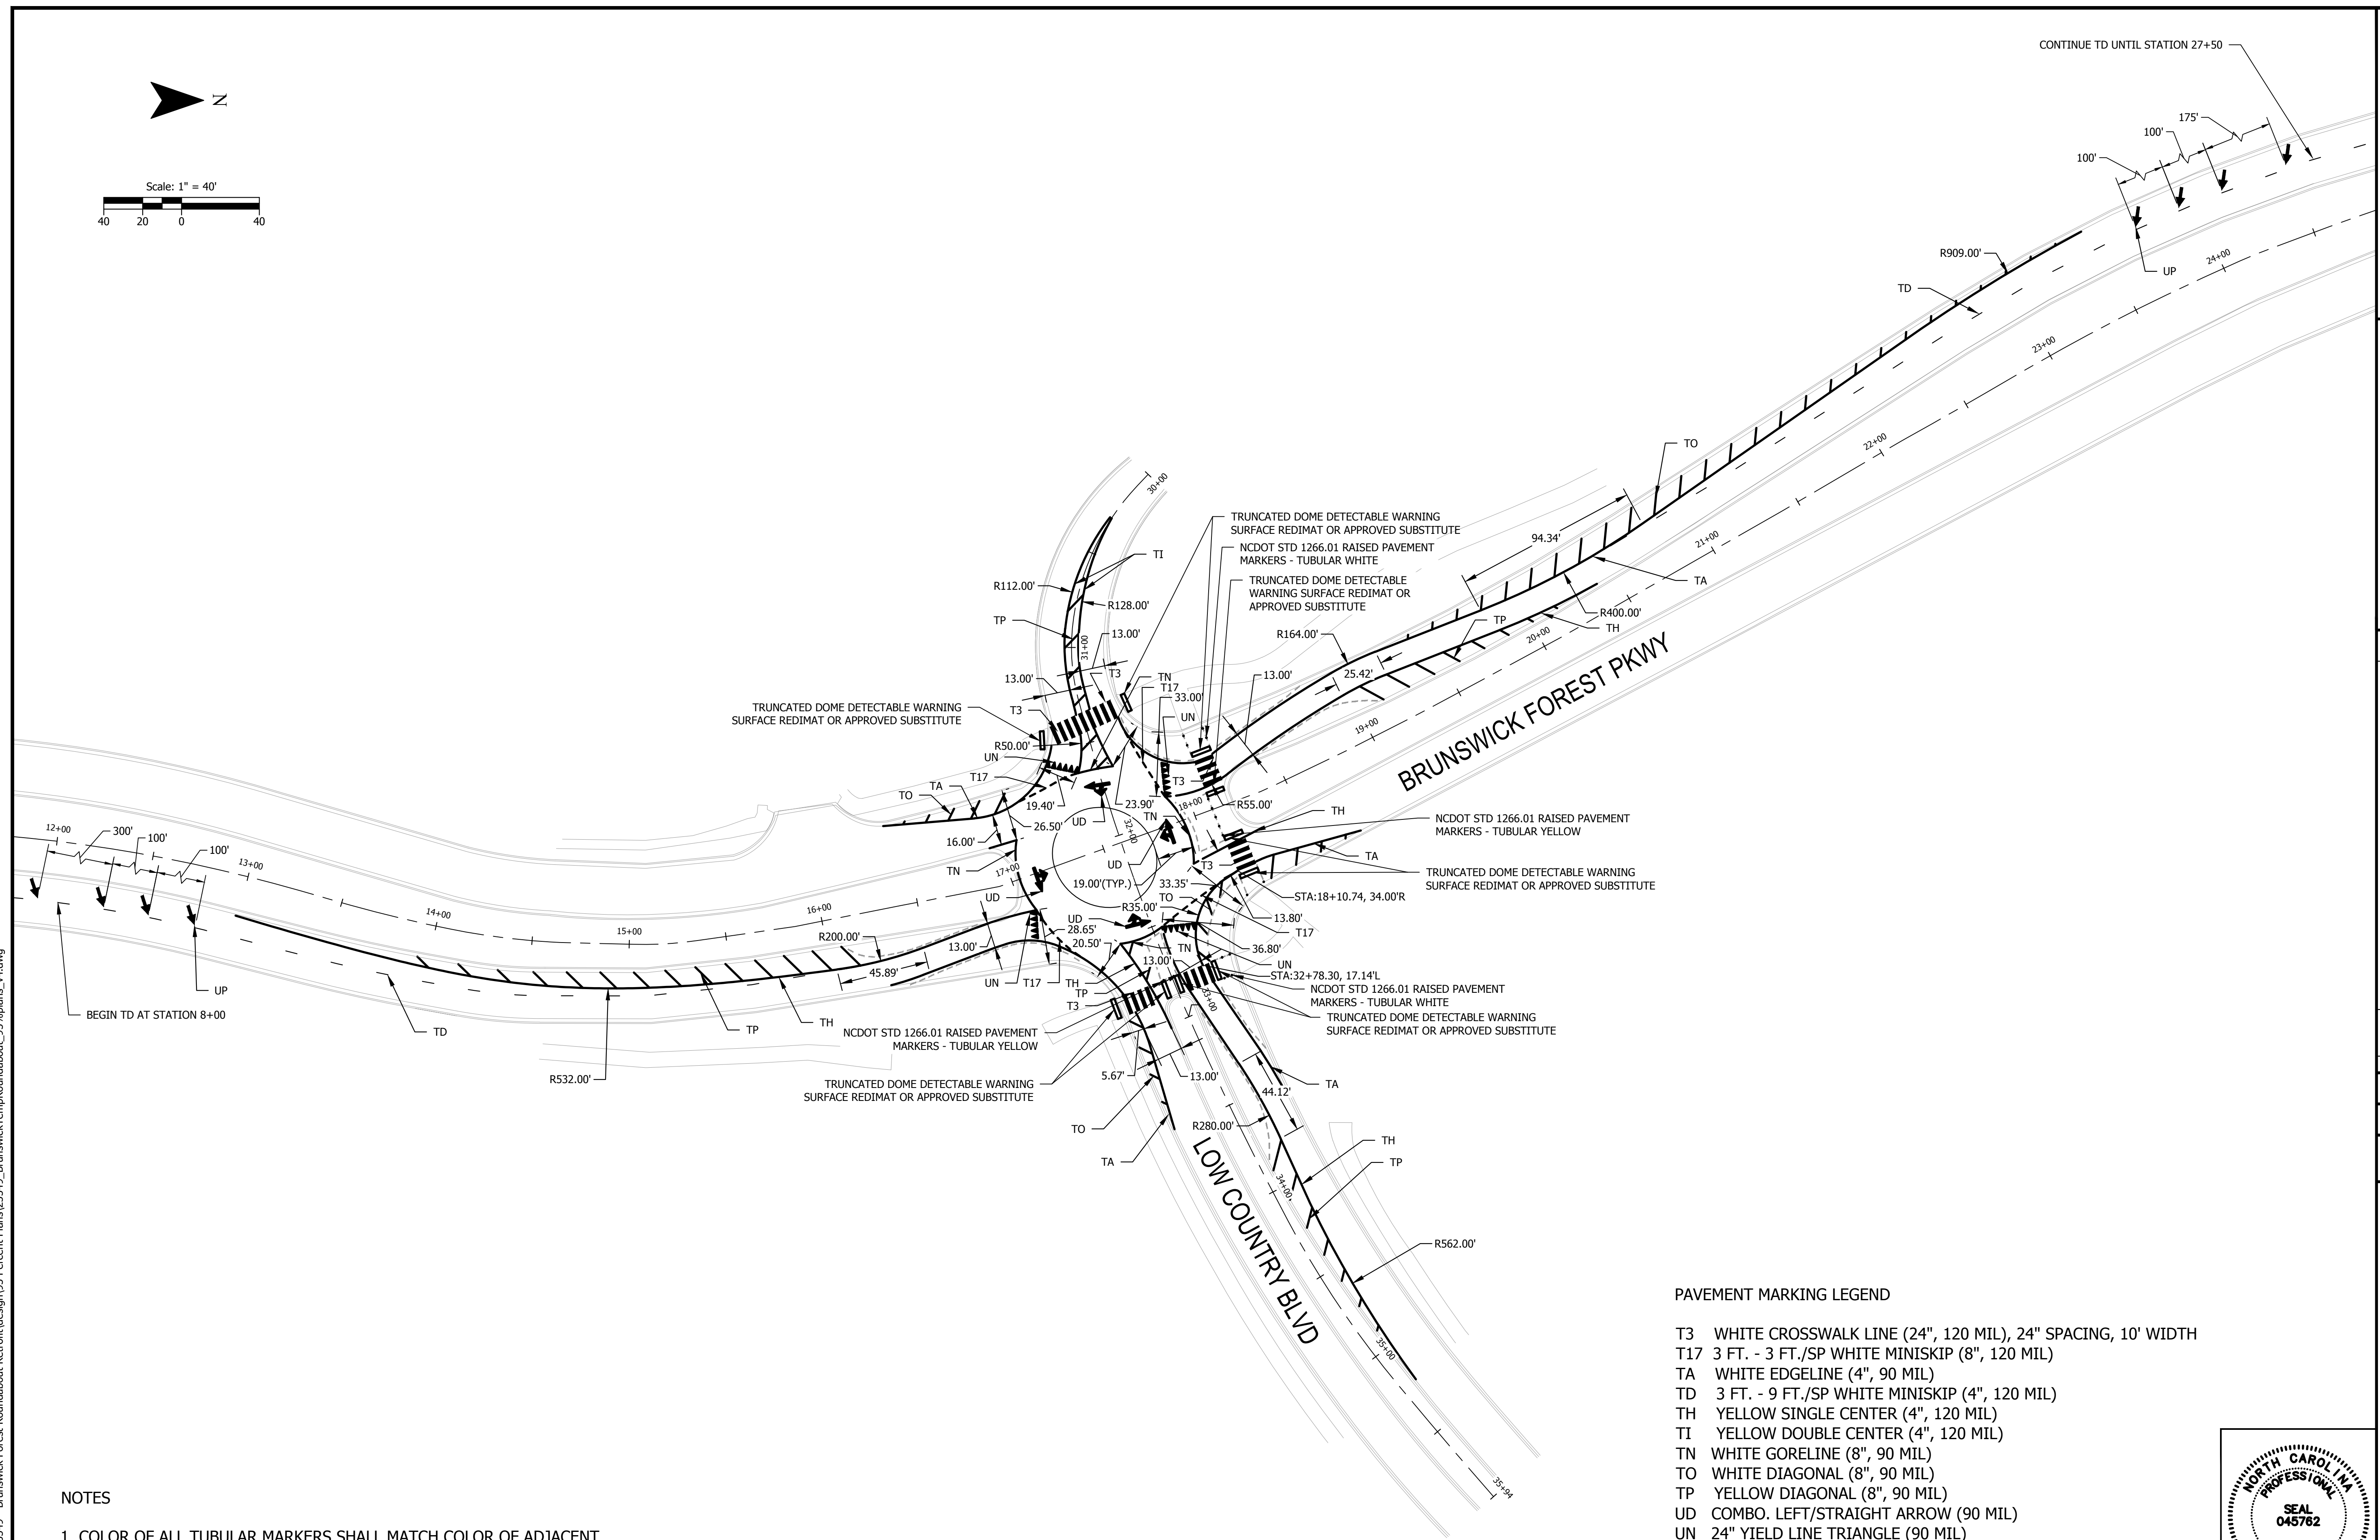 CONTINUE TD UNTIL STATION 27+50
N
Scale: 1" = 40'
40 20 0 40
175'
100'
100'
UP
24+00
R909.00'
TD
23+00
22+00
TO
94.34'
21+00
TA
R400.00'
TH
TP
20+00
30+00
TRUNCATED DOME DETECTABLE WARNING
SURFACE REDIMAT OR APPROVED SUBSTITUTE
NCDOT STD 1266.01 RAISED PAVEMENT
MARKERS - TUBULAR WHITE
TRUNCATED DOME DETECTABLE
WARNING SURFACE REDIMAT OR
APPROVED SUBSTITUTE
TI
R112.00'
R128.00'
TP
13.00'
31+00
R164.00'
25.42'
13.00'
BRUNSWICK FOREST PKWY
19+00
13.00'
T3
TN
T17
33.00'
UN
TRUNCATED DOME DETECTABLE WARNING
SURFACE REDIMAT OR APPROVED SUBSTITUTE
T3
R50.00'
UN
T17
TA
TO
19.40'
23.90'
T3
18+00
R55.00'
TH
26.50'
UD
32+00
TN
16.00'
NCDOT STD 1266.01 RAISED PAVEMENT
MARKERS - TUBULAR YELLOW
TN
17+00
UD
T3
TA
19.00'(TYP.)
33.35'
TRUNCATED DOME DETECTABLE WARNING
SURFACE REDIMAT OR APPROVED SUBSTITUTE
UD
TO
STA:18+10.74, 34.00'R
R35.00'
13.80'
UD
28.65'
T17
20.50'
TN
36.80'
13.00'
UN
STA:32+78.30, 17.14'L
NCDOT STD 1266.01 RAISED PAVEMENT
MARKERS - TUBULAR WHITE
TRUNCATED DOME DETECTABLE WARNING
SURFACE REDIMAT OR APPROVED SUBSTITUTE
12+00
300'
100'
100'
13+00
14+00
15+00
16+00
R200.00'
13.00'
45.89'
UN
T17
TH
TP
T3
33+00
UP
BEGIN TD AT STATION 8+00
TD
TP
TH
NCDOT STD 1266.01 RAISED PAVEMENT
MARKERS - TUBULAR YELLOW
R532.00'
TRUNCATED DOME DETECTABLE WARNING
SURFACE REDIMAT OR APPROVED SUBSTITUTE
5.67'
13.00'
44.12'
TA
TO
R280.00'
TA
TH
TP
34+00
LOW COUNTRY BLVD
R562.00'
35+00
35+94
PAVEMENT MARKING LEGEND
T3 WHITE CROSSWALK LINE (24", 120 MIL), 24" SPACING, 10' WIDTH
T17 3 FT. - 3 FT./SP WHITE MINISKIP (8", 120 MIL)
TA WHITE EDGELINE (4", 90 MIL)
TD 3 FT. - 9 FT./SP WHITE MINISKIP (4", 120 MIL)
TH YELLOW SINGLE CENTER (4", 120 MIL)
TI YELLOW DOUBLE CENTER (4", 120 MIL)
TN WHITE GORELINE (8", 90 MIL)
TO WHITE DIAGONAL (8", 90 MIL)
TP YELLOW DIAGONAL (8", 90 MIL)
UD COMBO. LEFT/STRAIGHT ARROW (90 MIL)
UN 24" YIELD LINE TRIANGLE (90 MIL)
NORTH CAROLINA
PROFESSIONAL
SEAL
045762
NOTES
1. COLOR OF ALL TUBULAR MARKERS SHALL MATCH COLOR OF ADJACENT